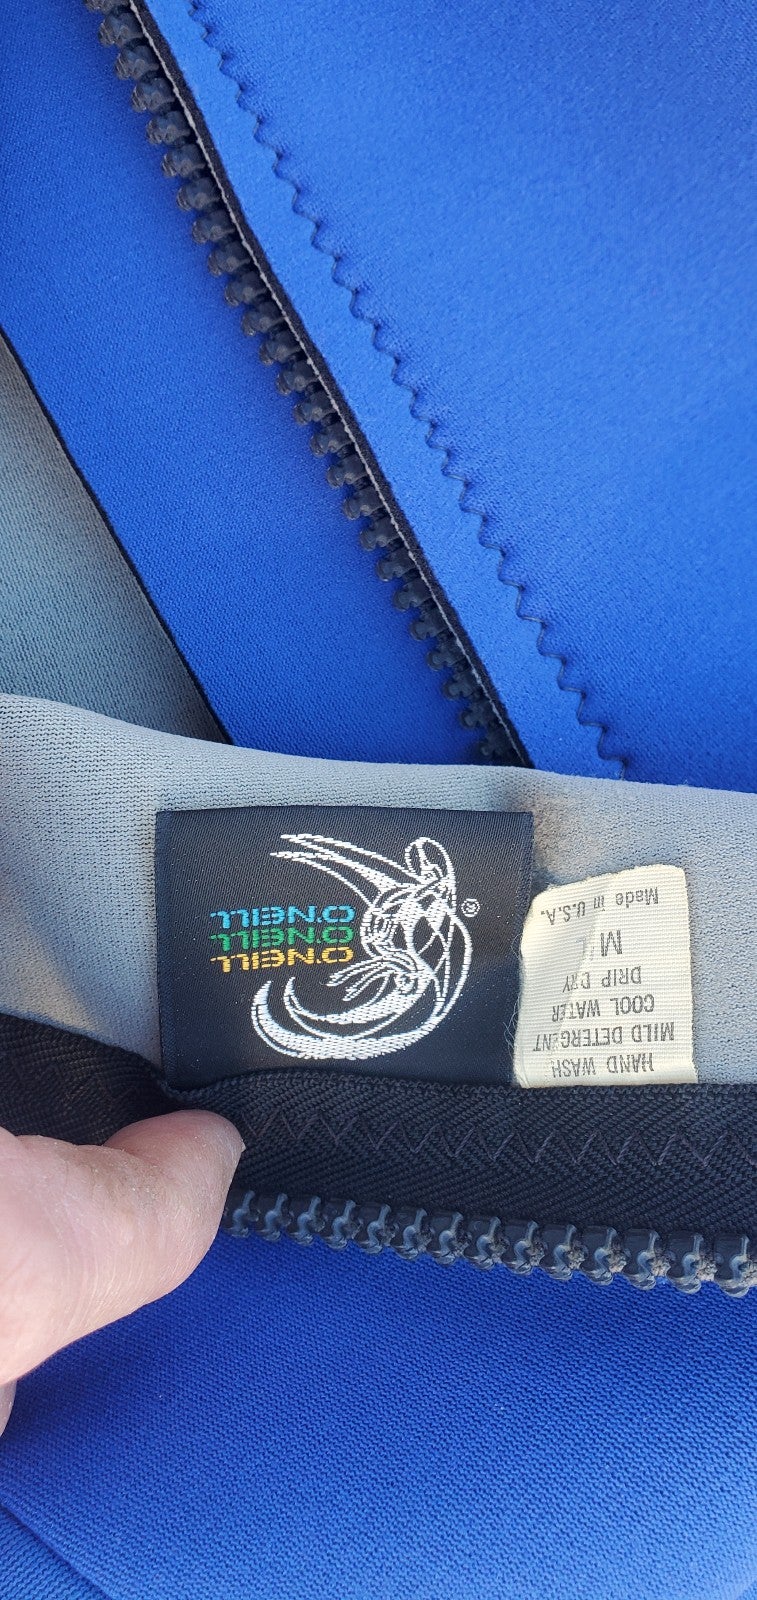 O'NEILL
O'NEILL
O'NEILL
®
HAND WASH
MILD DETERGENT
COOL WATER
DRIP DRY
M
Made in U.S.A.